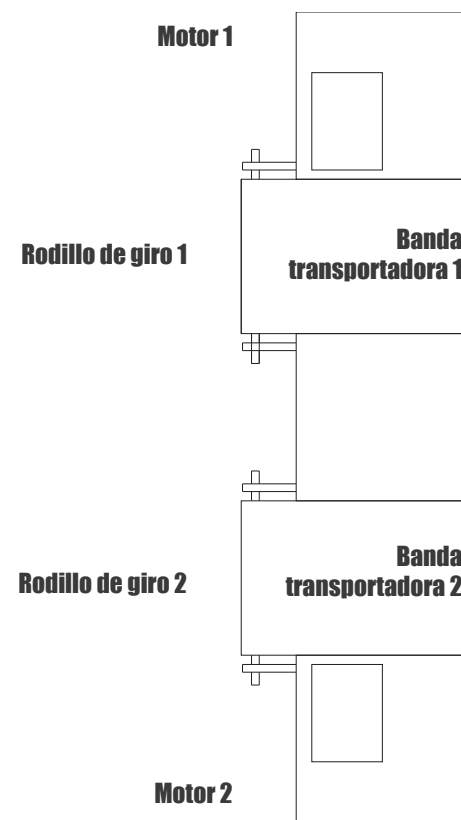 Motor 1
Rodillo de giro 1
Banda
transportadora 1
Rodillo de giro 2
Banda
transportadora 2
Motor 2